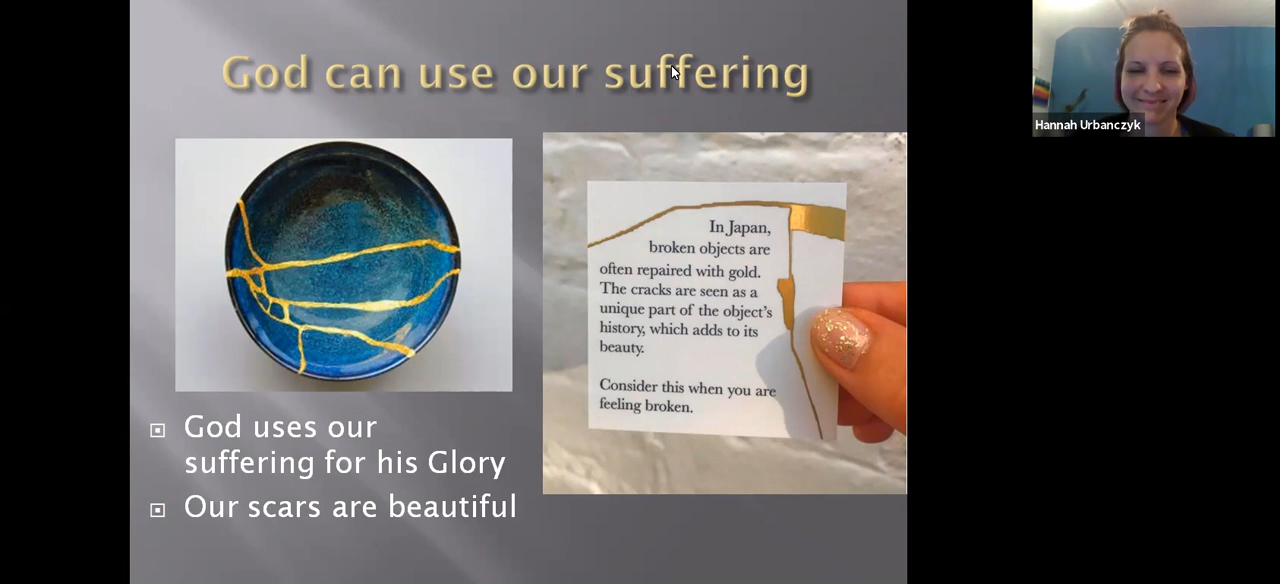 God can use our suffering
In Japan,
broken objects are
often repaired with gold.
The cracks are seen as a
unique part of the object's
history, which adds to its
beauty.
Consider this when you are
feeling broken.
God uses our
suffering for his Glory
Our scars are beautiful
Hannah Urbanczyk